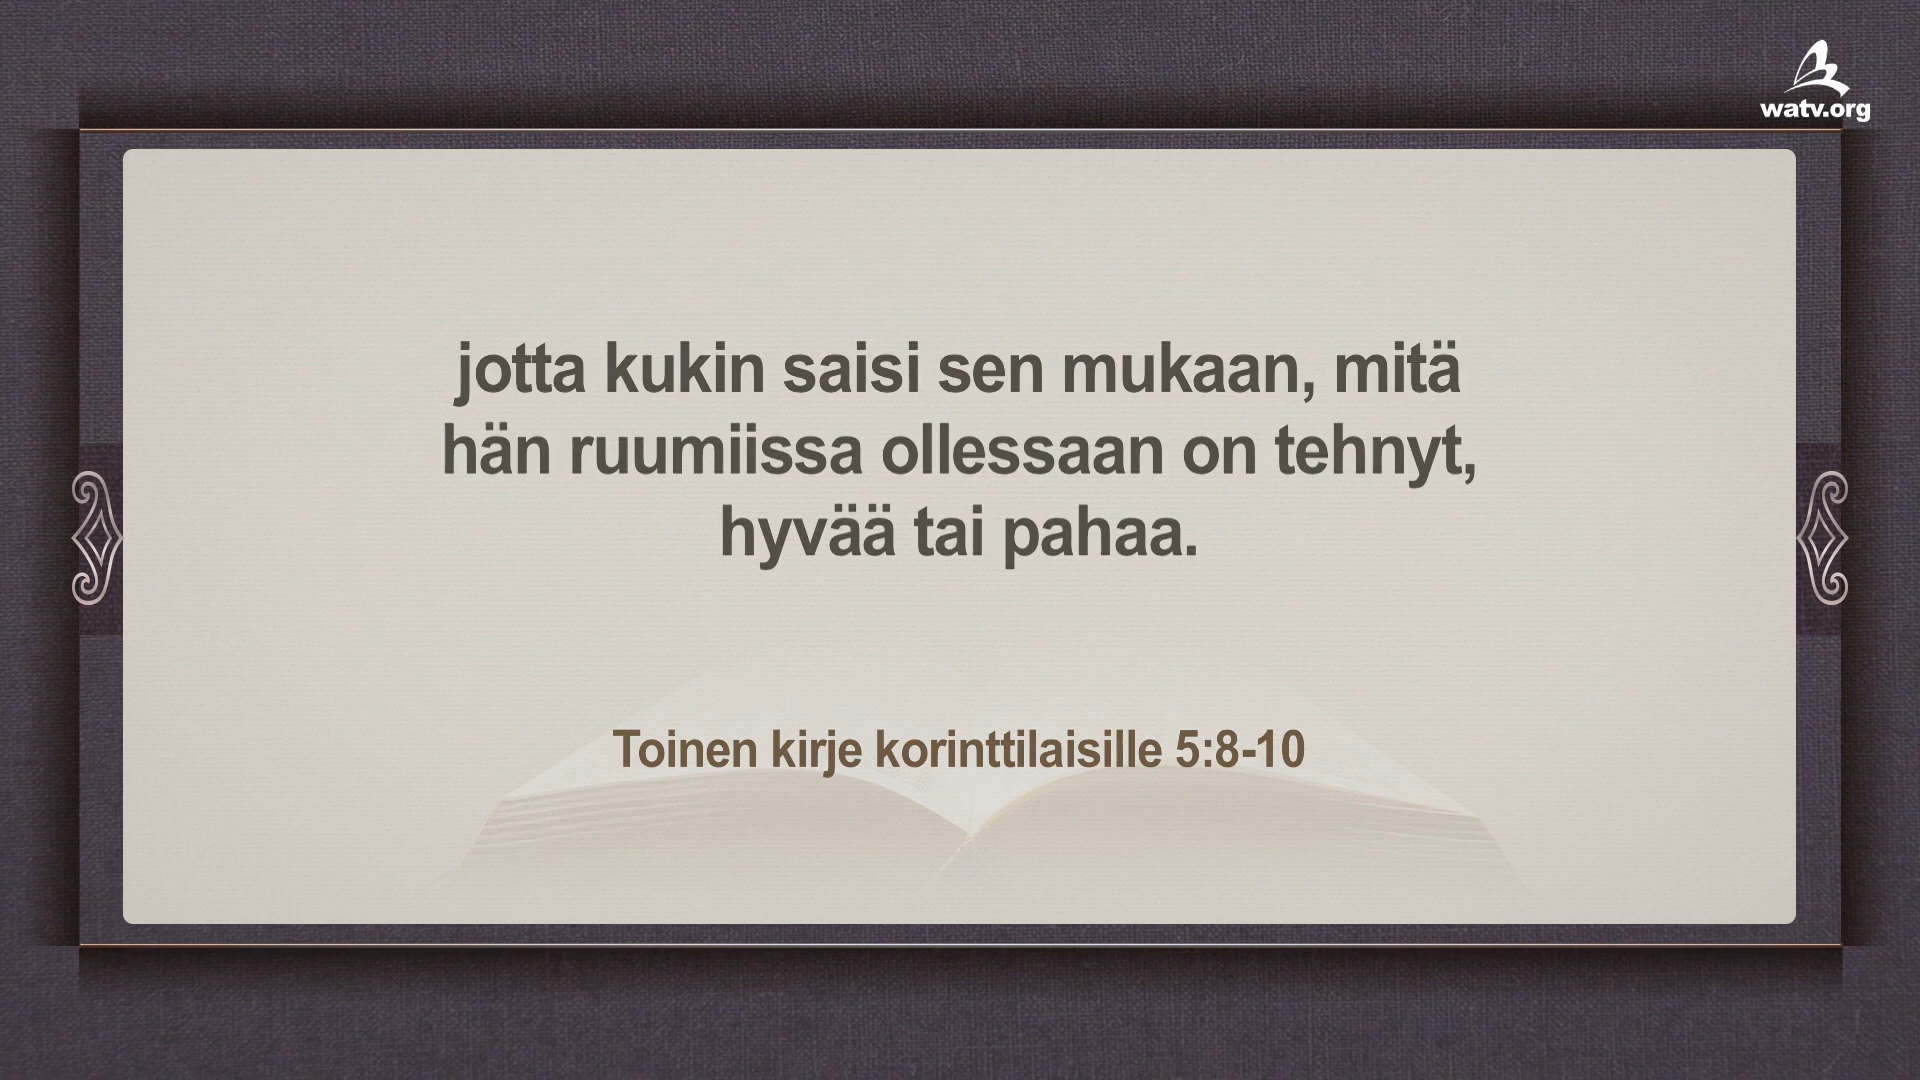 watv.org
jotta kukin saisi sen mukaan, mitä
hän ruumiissa ollessaan on tehnyt,
hyvää tai pahaa.
Toinen kirje korinttilaisille 5:8-10